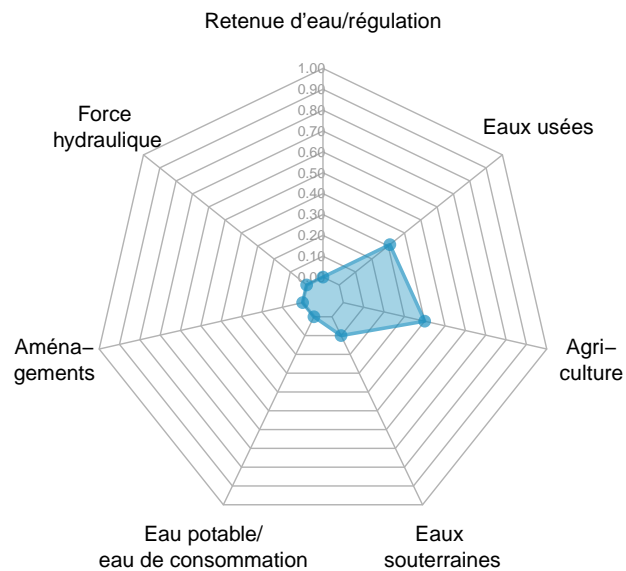 Retenue d'eau/régulation
1.00
0.90
0.80
0.70
0.60
0.50
0.40
0.30
0.20
0.10
0.00
Force
hydraulique
Eaux usées
Aména−
gements
Agri−
culture
Eau potable/
eau de consommation
Eaux
souterraines